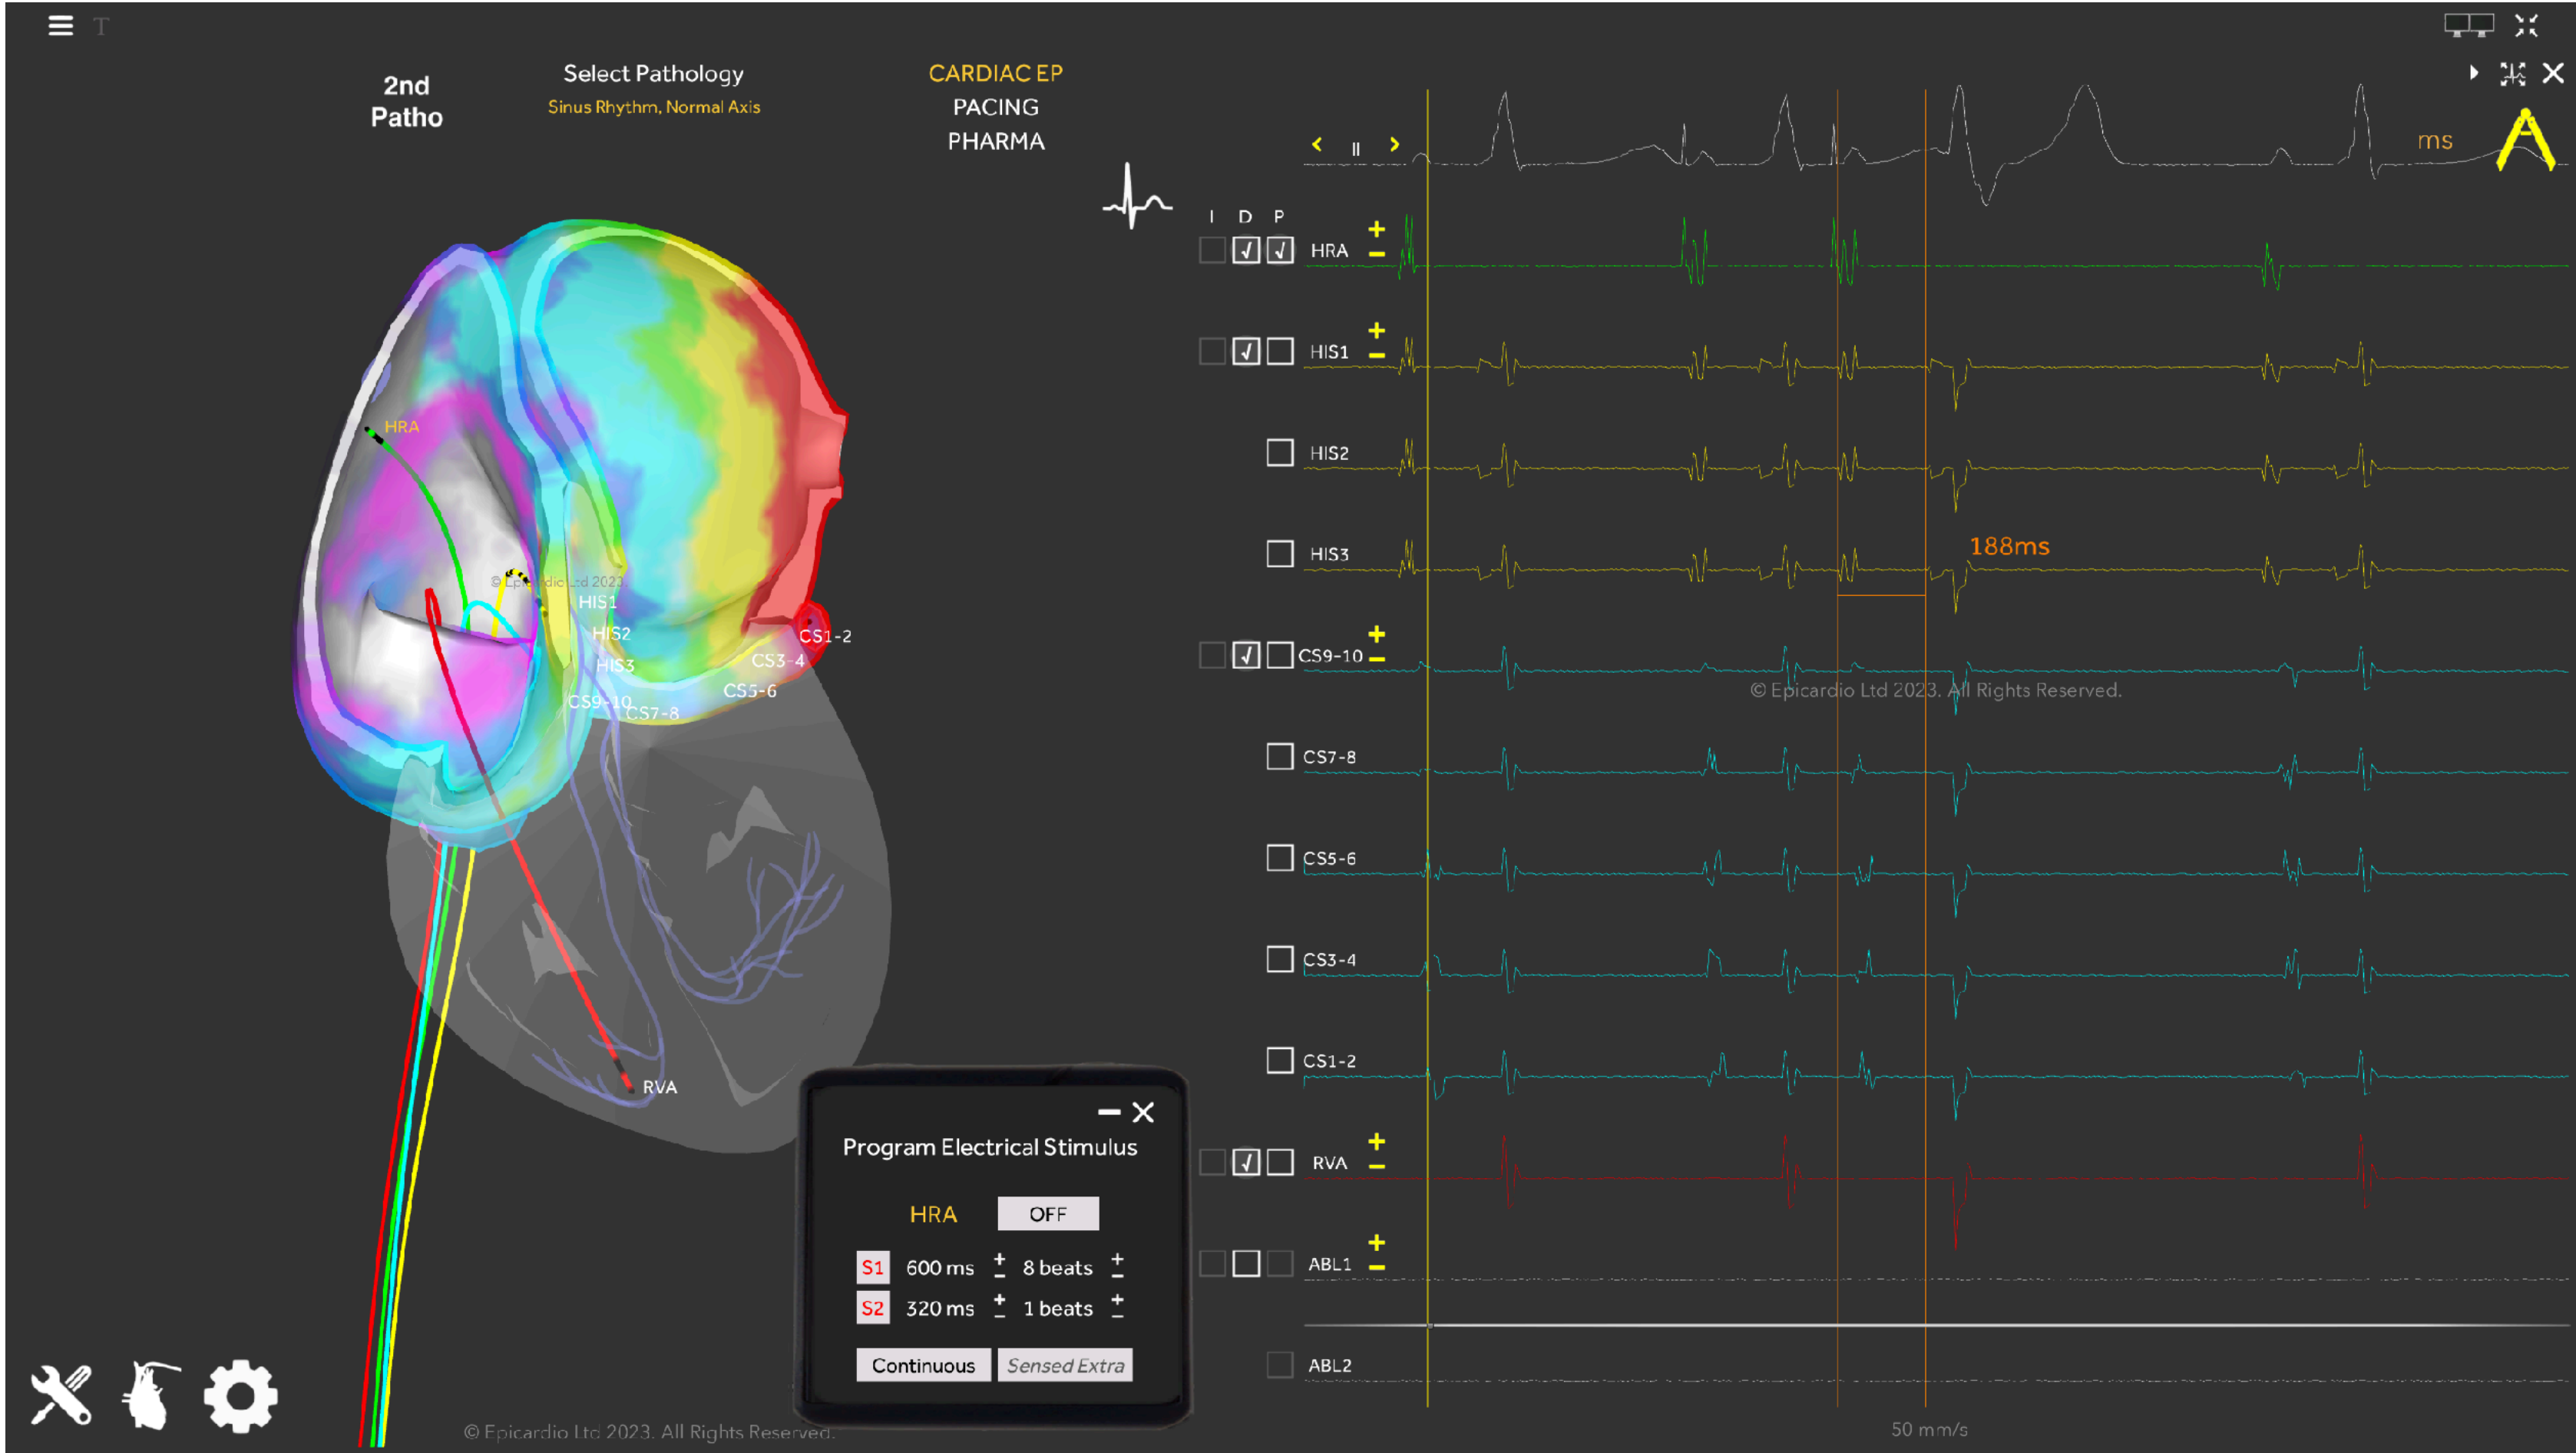 T
2nd
Patho
Select Pathology
Sinus Rhythm, Normal Axis
CARDIAC EP
PACING
PHARMA
HRA
© Epicardio Ltd 2023.
HIS1
HIS2
HIS3
CS1-2
CS3-4
CS5-6
CS9-10
CS7-8
RVA
Program Electrical Stimulus
HRA OFF
S1 600 ms + − 8 beats + −
S2 320 ms + − 1 beats + −
Continuous Sensed Extra
© Epicardio Ltd 2023. All Rights Reserved.
< II >
ms
I D P
HRA + −
HIS1 + −
HIS2
HIS3
188ms
CS9-10 + −
© Epicardio Ltd 2023. All Rights Reserved.
CS7-8
CS5-6
CS3-4
CS1-2
RVA + −
ABL1 + −
ABL2
50 mm/s